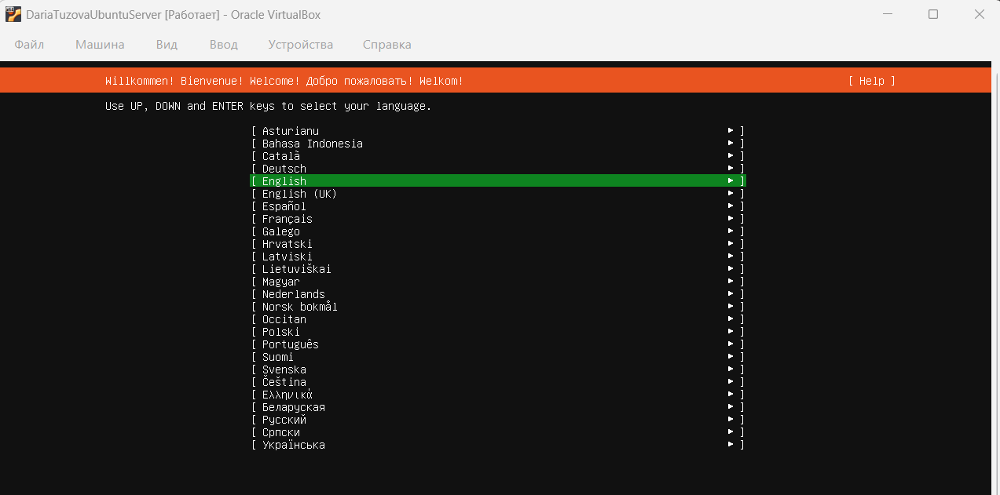 DariaTuzovaUbuntuServer [Работает] - Oracle VirtualBox
Файл Машина Вид Ввод Устройства Справка
Willkommen! Bienvenue! Welcome! Добро пожаловать! Welkom! [ Help ]
Use UP, DOWN and ENTER keys to select your language.
[ Asturianu ► ]
[ Bahasa Indonesia ► ]
[ Català ► ]
[ Deutsch ► ]
[ English ► ]
[ English (UK) ► ]
[ Español ► ]
[ Français ► ]
[ Galego ► ]
[ Hrvatski ► ]
[ Latviski ► ]
[ Lietuviškai ► ]
[ Magyar ► ]
[ Nederlands ► ]
[ Norsk bokmål ► ]
[ Occitan ► ]
[ Polski ► ]
[ Português ► ]
[ Suomi ► ]
[ Svenska ► ]
[ Čeština ► ]
[ Ελληνικά ► ]
[ Беларуская ► ]
[ Русский ► ]
[ Српски ► ]
[ Українська ► ]